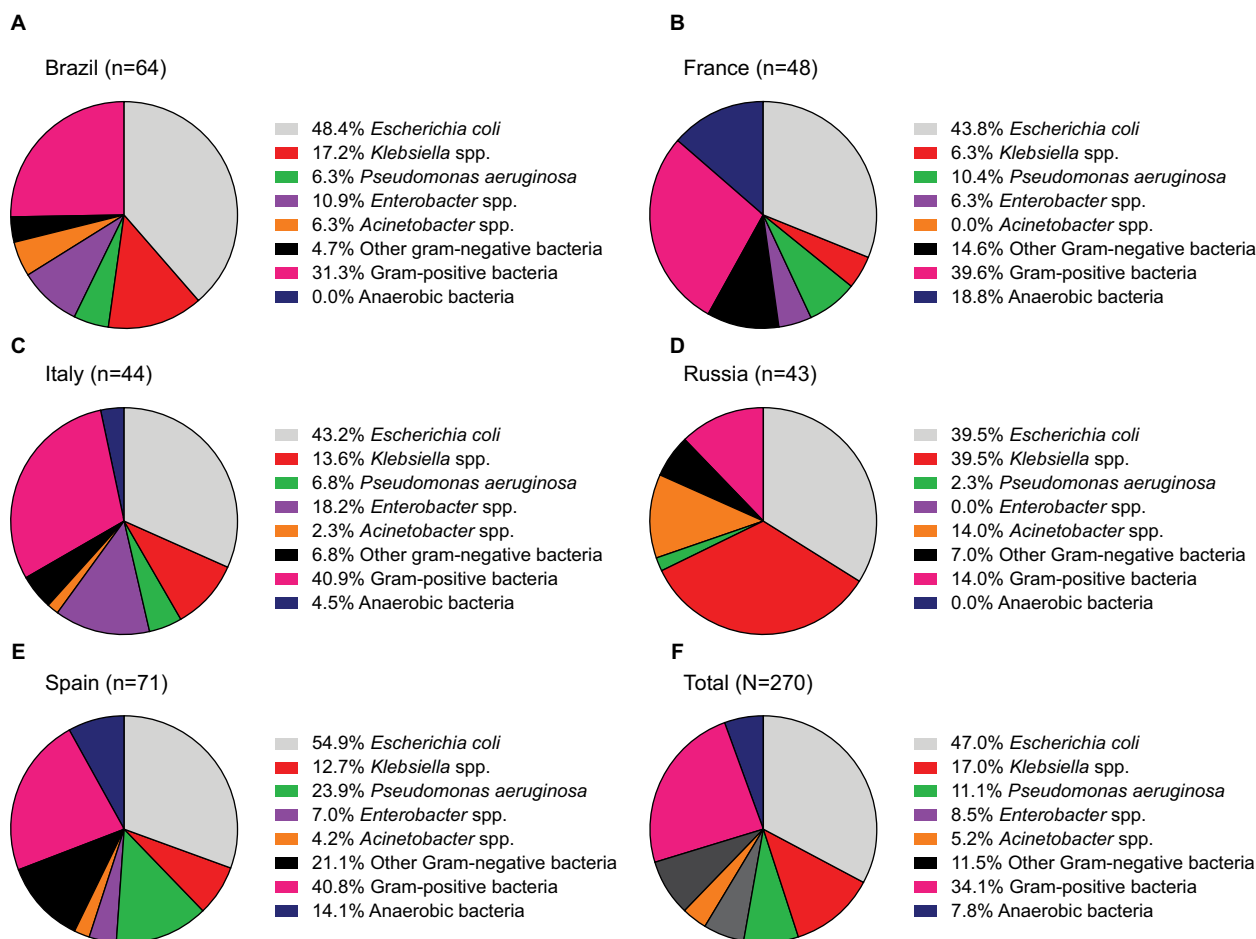 A
Brazil (n=64)
48.4% Escherichia coli
17.2% Klebsiella spp.
6.3% Pseudomonas aeruginosa
10.9% Enterobacter spp.
6.3% Acinetobacter spp.
4.7% Other gram-negative bacteria
31.3% Gram-positive bacteria
0.0% Anaerobic bacteria
B
France (n=48)
43.8% Escherichia coli
6.3% Klebsiella spp.
10.4% Pseudomonas aeruginosa
6.3% Enterobacter spp.
0.0% Acinetobacter spp.
14.6% Other Gram-negative bacteria
39.6% Gram-positive bacteria
18.8% Anaerobic bacteria
C
Italy (n=44)
43.2% Escherichia coli
13.6% Klebsiella spp.
6.8% Pseudomonas aeruginosa
18.2% Enterobacter spp.
2.3% Acinetobacter spp.
6.8% Other gram-negative bacteria
40.9% Gram-positive bacteria
4.5% Anaerobic bacteria
D
Russia (n=43)
39.5% Escherichia coli
39.5% Klebsiella spp.
2.3% Pseudomonas aeruginosa
0.0% Enterobacter spp.
14.0% Acinetobacter spp.
7.0% Other Gram-negative bacteria
14.0% Gram-positive bacteria
0.0% Anaerobic bacteria
E
Spain (n=71)
54.9% Escherichia coli
12.7% Klebsiella spp.
23.9% Pseudomonas aeruginosa
7.0% Enterobacter spp.
4.2% Acinetobacter spp.
21.1% Other Gram-negative bacteria
40.8% Gram-positive bacteria
14.1% Anaerobic bacteria
F
Total (N=270)
47.0% Escherichia coli
17.0% Klebsiella spp.
11.1% Pseudomonas aeruginosa
8.5% Enterobacter spp.
5.2% Acinetobacter spp.
11.5% Other Gram-negative bacteria
34.1% Gram-positive bacteria
7.8% Anaerobic bacteria